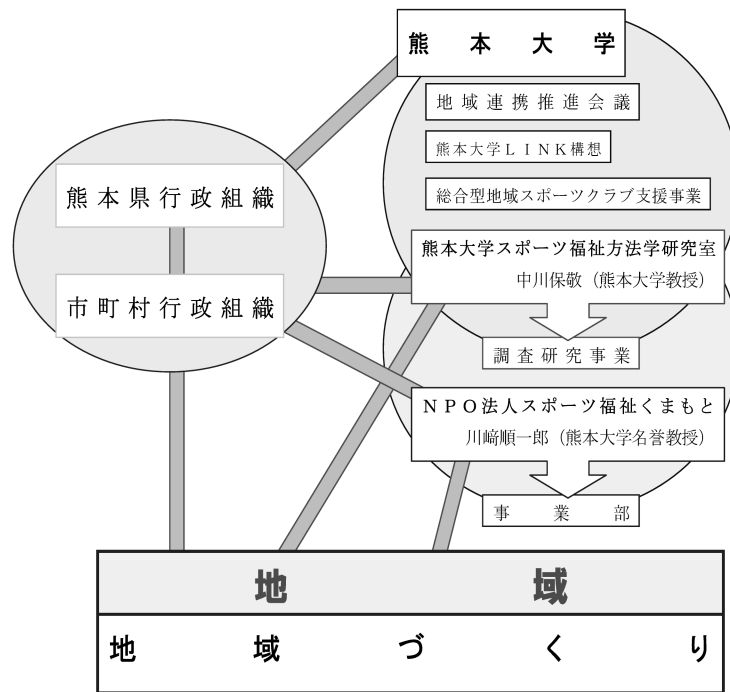 熊本大学
地域連携推進会議
熊本大学ＬＩＮＫ構想
総合型地域スポーツクラブ支援事業
熊本県行政組織
市町村行政組織
熊本大学スポーツ福祉方法学研究室
中川保敬（熊本大学教授）
調査研究事業
ＮＰＯ法人スポーツ福祉くまもと
川﨑順一郎（熊本大学名誉教授）
事業部
地域
地域づくり